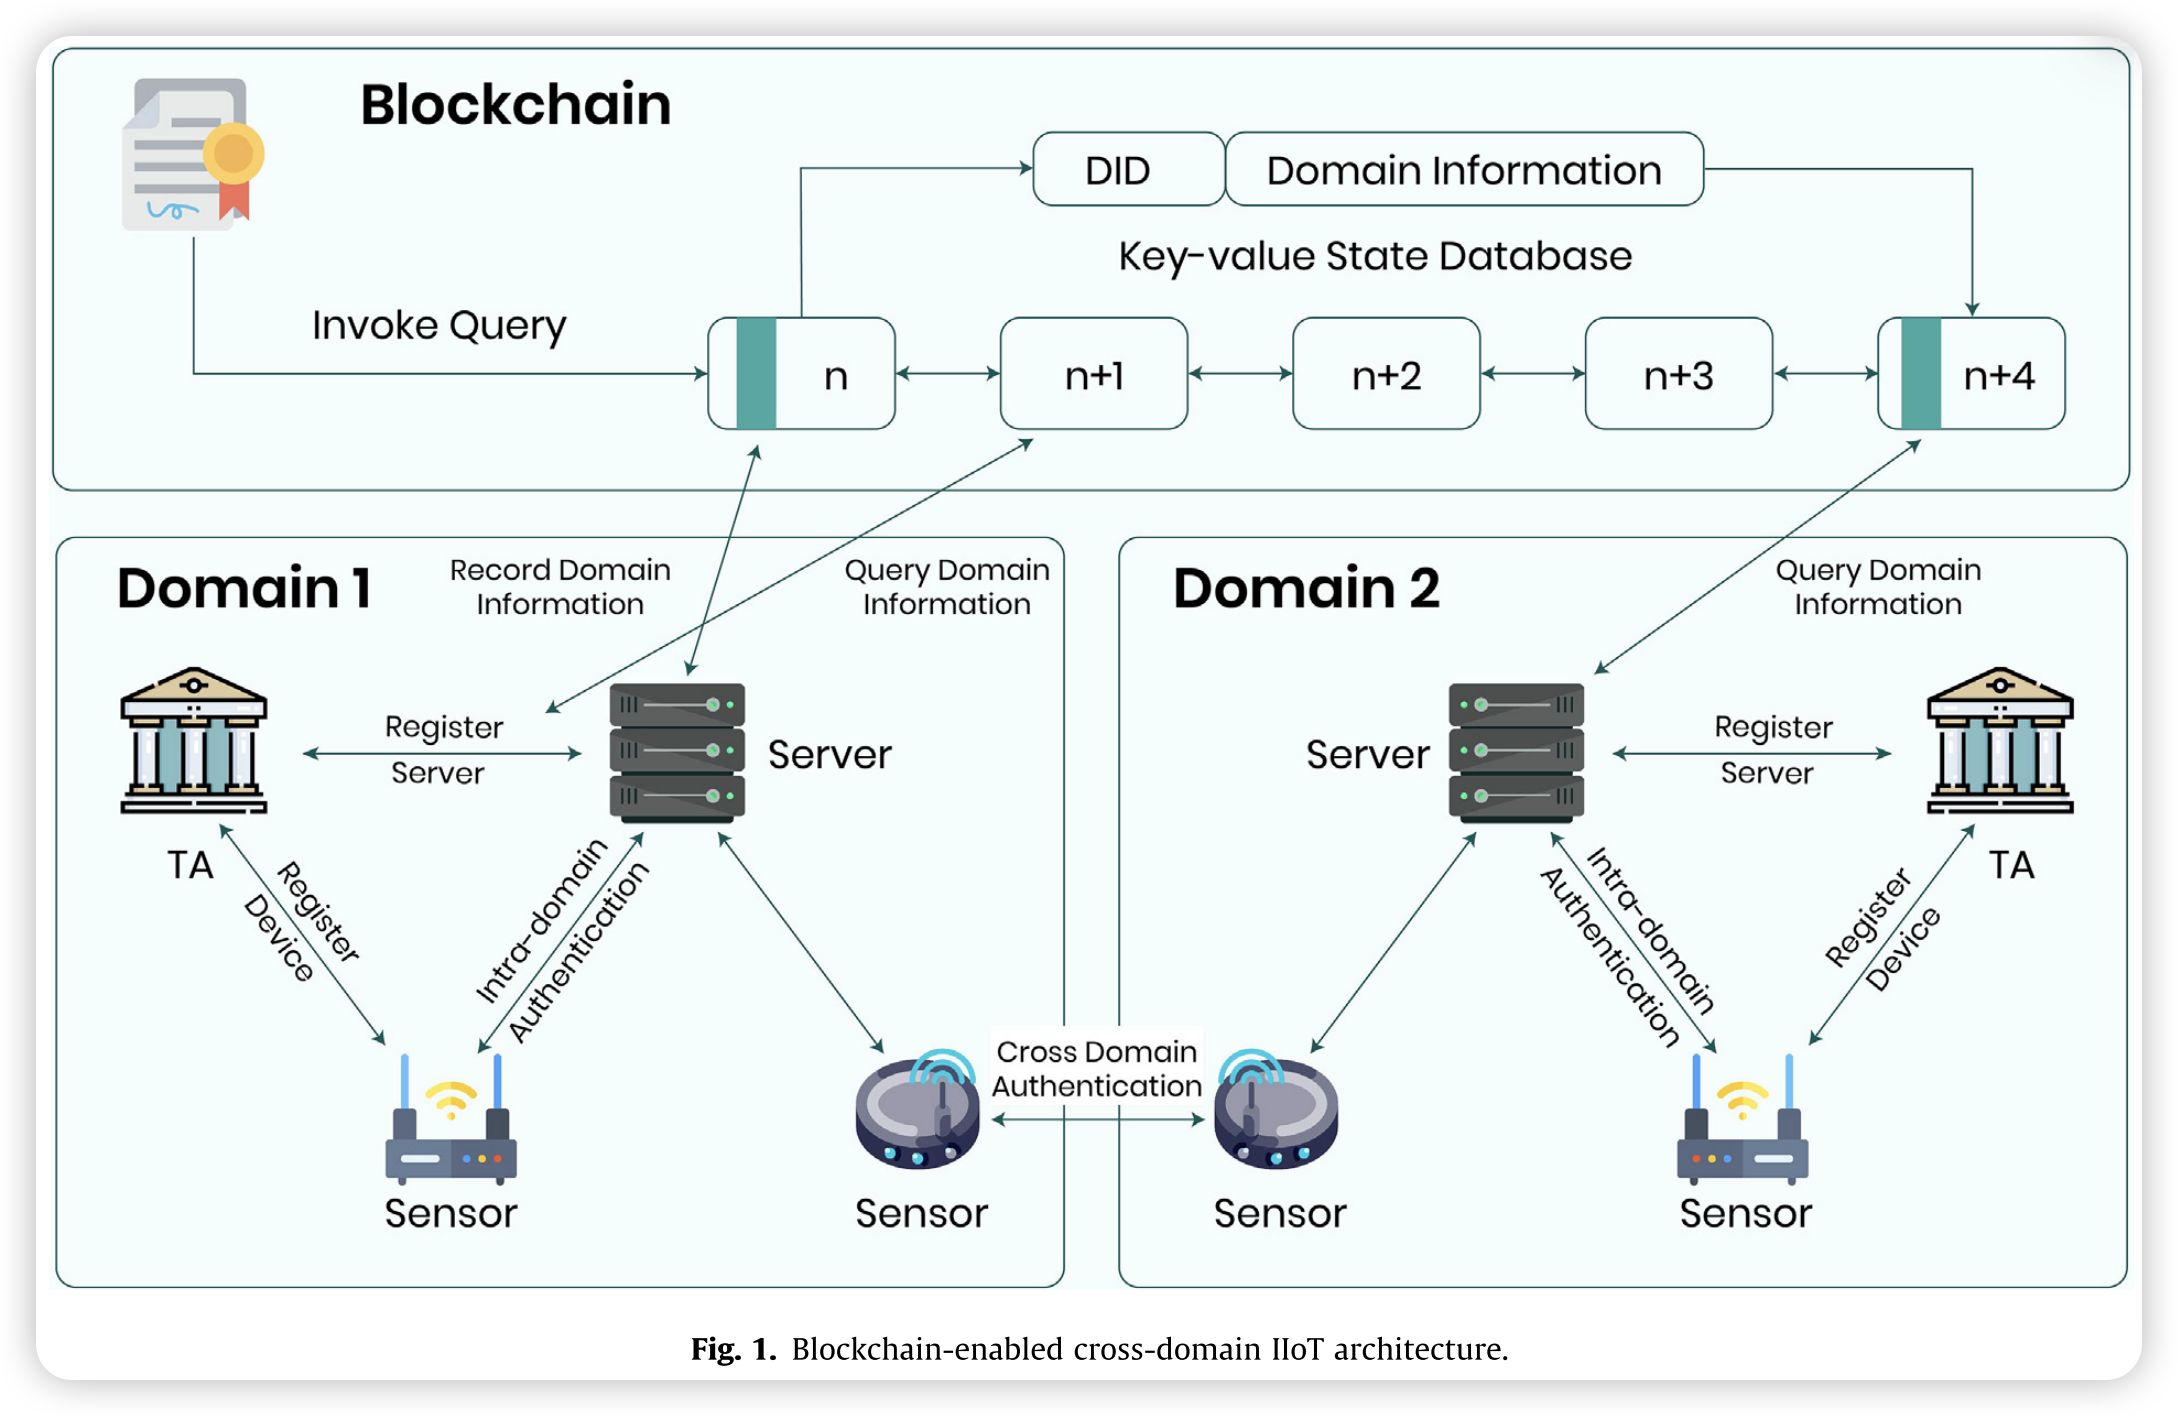 Blockchain
DID
Domain Information
Key-value State Database
Invoke Query
n
n+1
n+2
n+3
n+4
Domain 1
Record Domain
Information
Query Domain
Information
Register
Server
Server
TA
Register
Device
Intra-domain
Authentication
Sensor
Sensor
Cross Domain
Authentication
Domain 2
Query Domain
Information
Server
Register
Server
TA
Intra-domain
Authentication
Register
Device
Sensor
Sensor
Fig. 1. Blockchain-enabled cross-domain IIoT architecture.